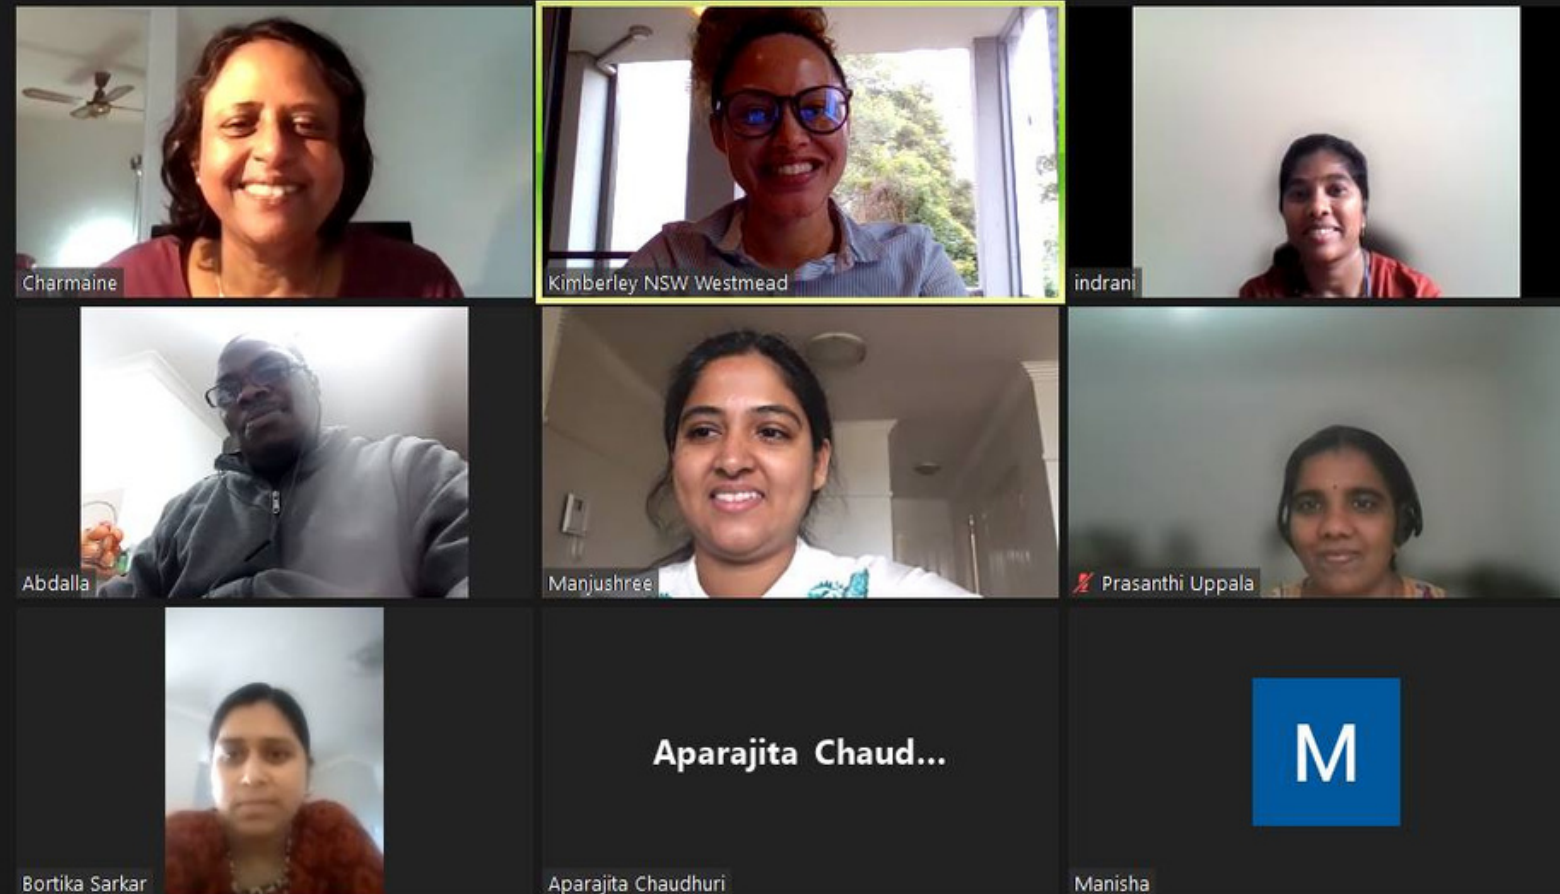 Charmaine
Kimberley NSW Westmead
indrani
Abdalla
Manjushree
Prasanthi Uppala
Bortika Sarkar
Aparajita Chaud...
Aparajita Chaudhuri
M
Manisha